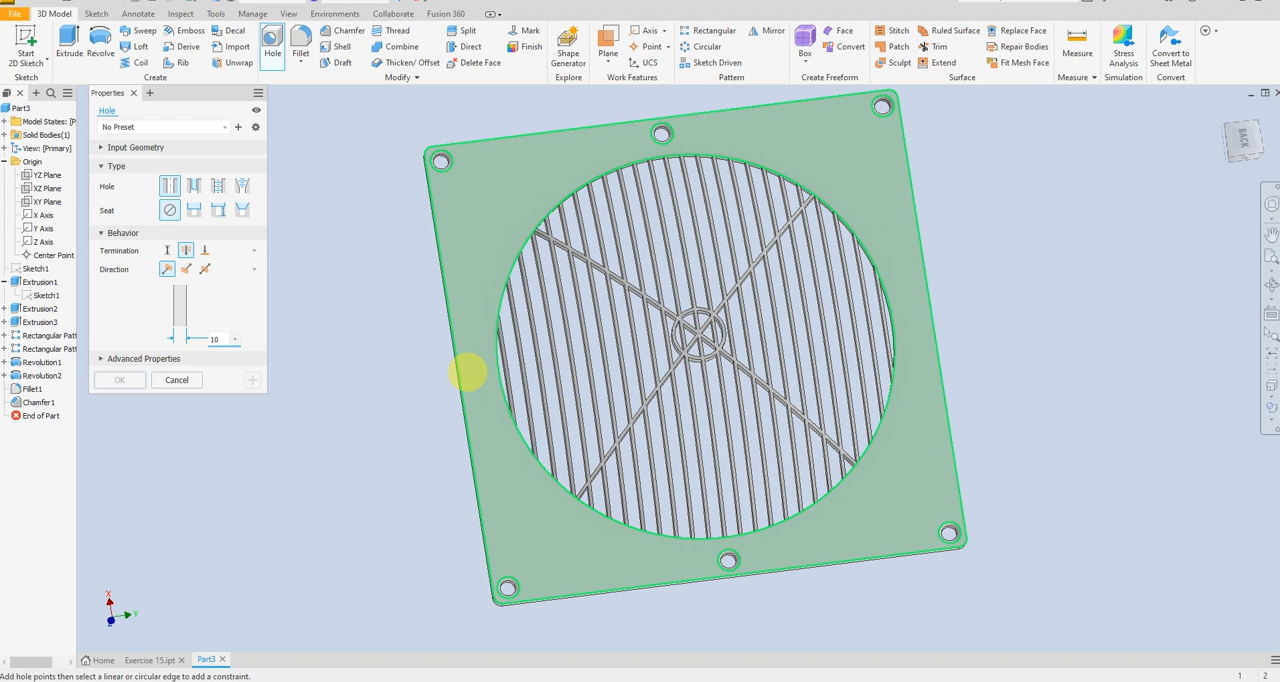 File 3D Model Sketch Annotate Inspect Tools Manage View Environments Collaborate Fusion 360
Start 2D Sketch
Extrude Revolve
Sweep Emboss Decal
Loft Derive Import
Coil Rib Unwrap
Hole Fillet
Chamfer Thread Split Mark
Shell Combine Direct Finish
Draft Thicken/ Offset Delete Face
Shape Generator
Plane
Axis
Point
UCS
Rectangular Mirror
Circular
Sketch Driven
Box
Face
Convert
Stitch Ruled Surface Replace Face
Patch Trim Repair Bodies
Sculpt Extend Fit Mesh Face
Measure
Stress Analysis
Convert to Sheet Metal
Sketch Create Modify Explore Work Features Pattern Create Freeform Surface Measure Simulation Convert
Part3
Model States: [P
Solid Bodies(1)
View: [Primary]
Origin
YZ Plane
XZ Plane
XY Plane
X Axis
Y Axis
Z Axis
Center Point
Sketch1
Extrusion1
Sketch1
Extrusion2
Extrusion3
Rectangular Pat
Rectangular Pat
Revolution1
Revolution2
Fillet1
Chamfer1
End of Part
Properties
Hole
No Preset
Input Geometry
Type
Hole
Seat
Behavior
Termination
Direction
10
Advanced Properties
OK Cancel
BACK
X
Y
Home Exercise 15.ipt Part3
Add hole points then select a linear or circular edge to add a constraint.
1 2